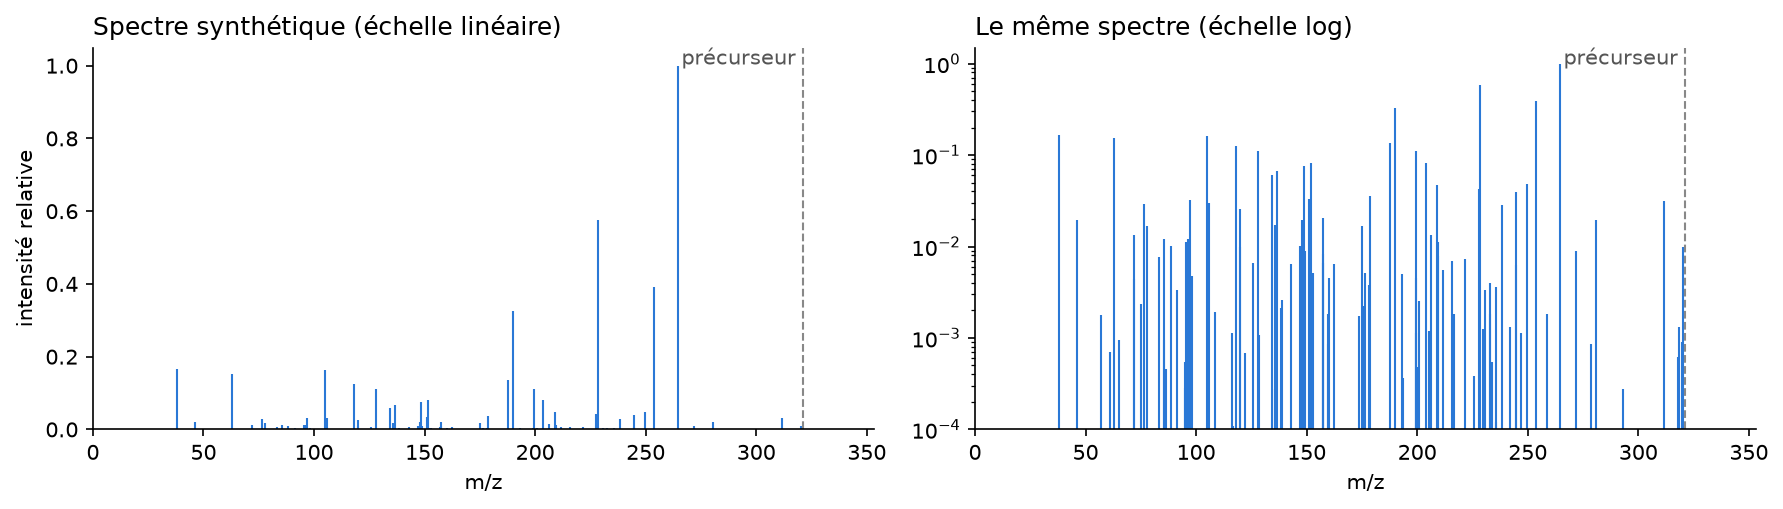 Spectre synthétique (échelle linéaire)
précurseur
intensité relative
1.0
0.8
0.6
0.4
0.2
0.0
0 50 100 150 200 250 300 350
m/z
Le même spectre (échelle log)
précurseur
10⁰
10⁻¹
10⁻²
10⁻³
10⁻⁴
0 50 100 150 200 250 300 350
m/z